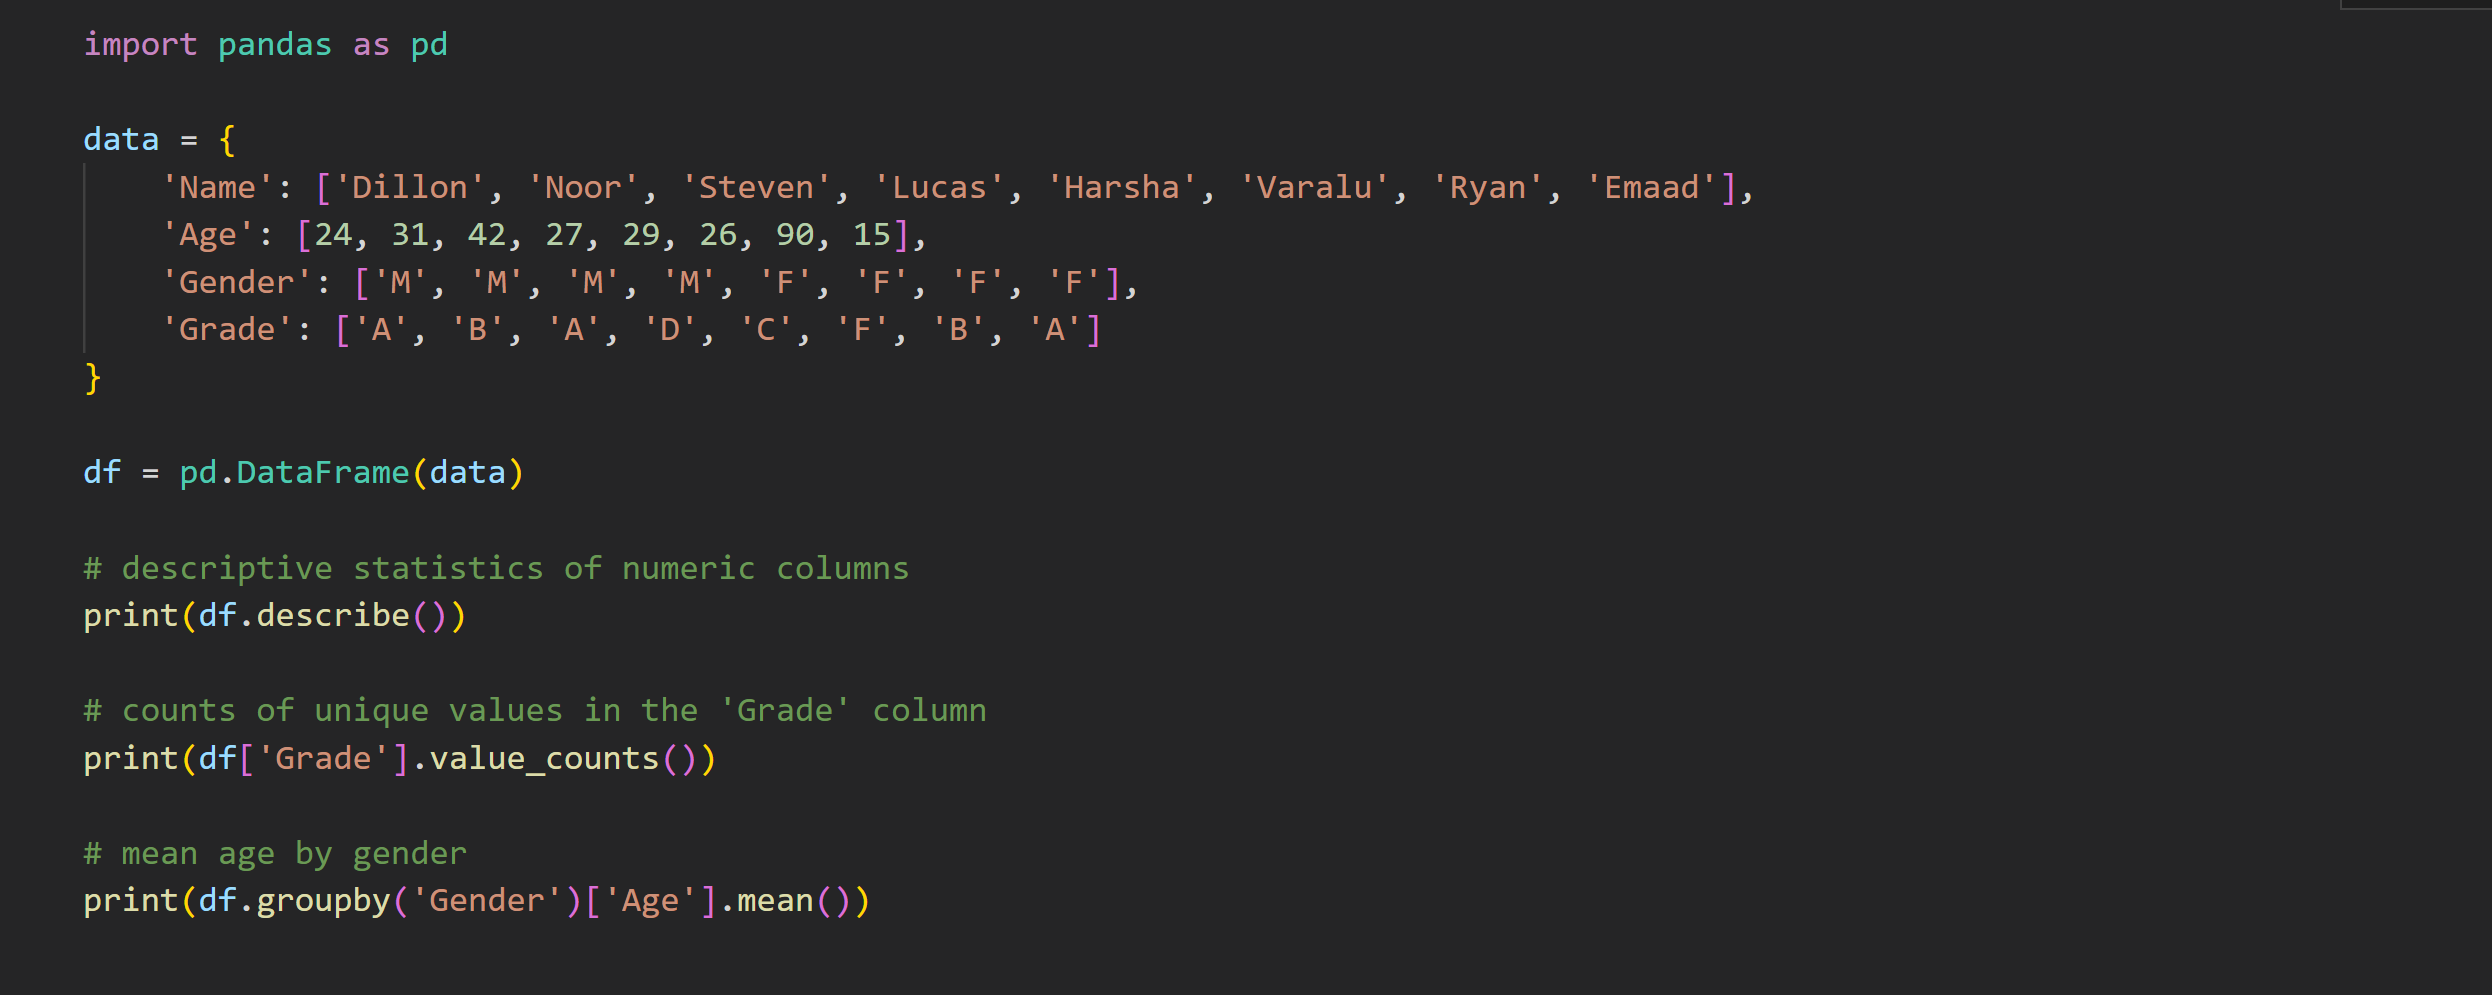 import pandas as pd
data = {
    'Name': ['Dillon', 'Noor', 'Steven', 'Lucas', 'Harsha', 'Varalu', 'Ryan', 'Emaad'],
    'Age': [24, 31, 42, 27, 29, 26, 90, 15],
    'Gender': ['M', 'M', 'M', 'M', 'F', 'F', 'F', 'F'],
    'Grade': ['A', 'B', 'A', 'D', 'C', 'F', 'B', 'A']
}
df = pd.DataFrame(data)
# descriptive statistics of numeric columns
print(df.describe())
# counts of unique values in the 'Grade' column
print(df['Grade'].value_counts())
# mean age by gender
print(df.groupby('Gender')['Age'].mean())